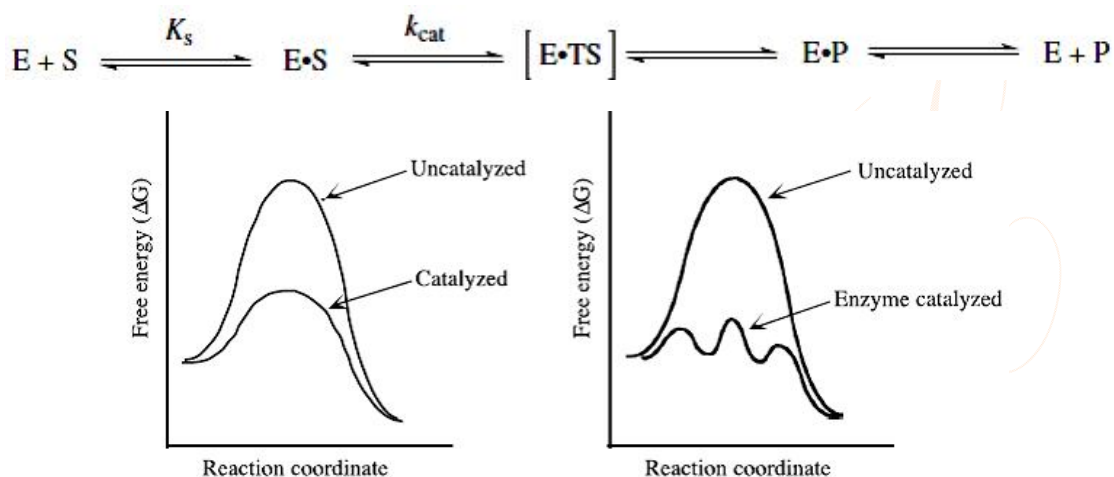 Ks kcat
E + S E•S [E•TS] E•P E + P
Uncatalyzed
Catalyzed
Free energy (ΔG)
Reaction coordinate
Uncatalyzed
Enzyme catalyzed
Free energy (ΔG)
Reaction coordinate